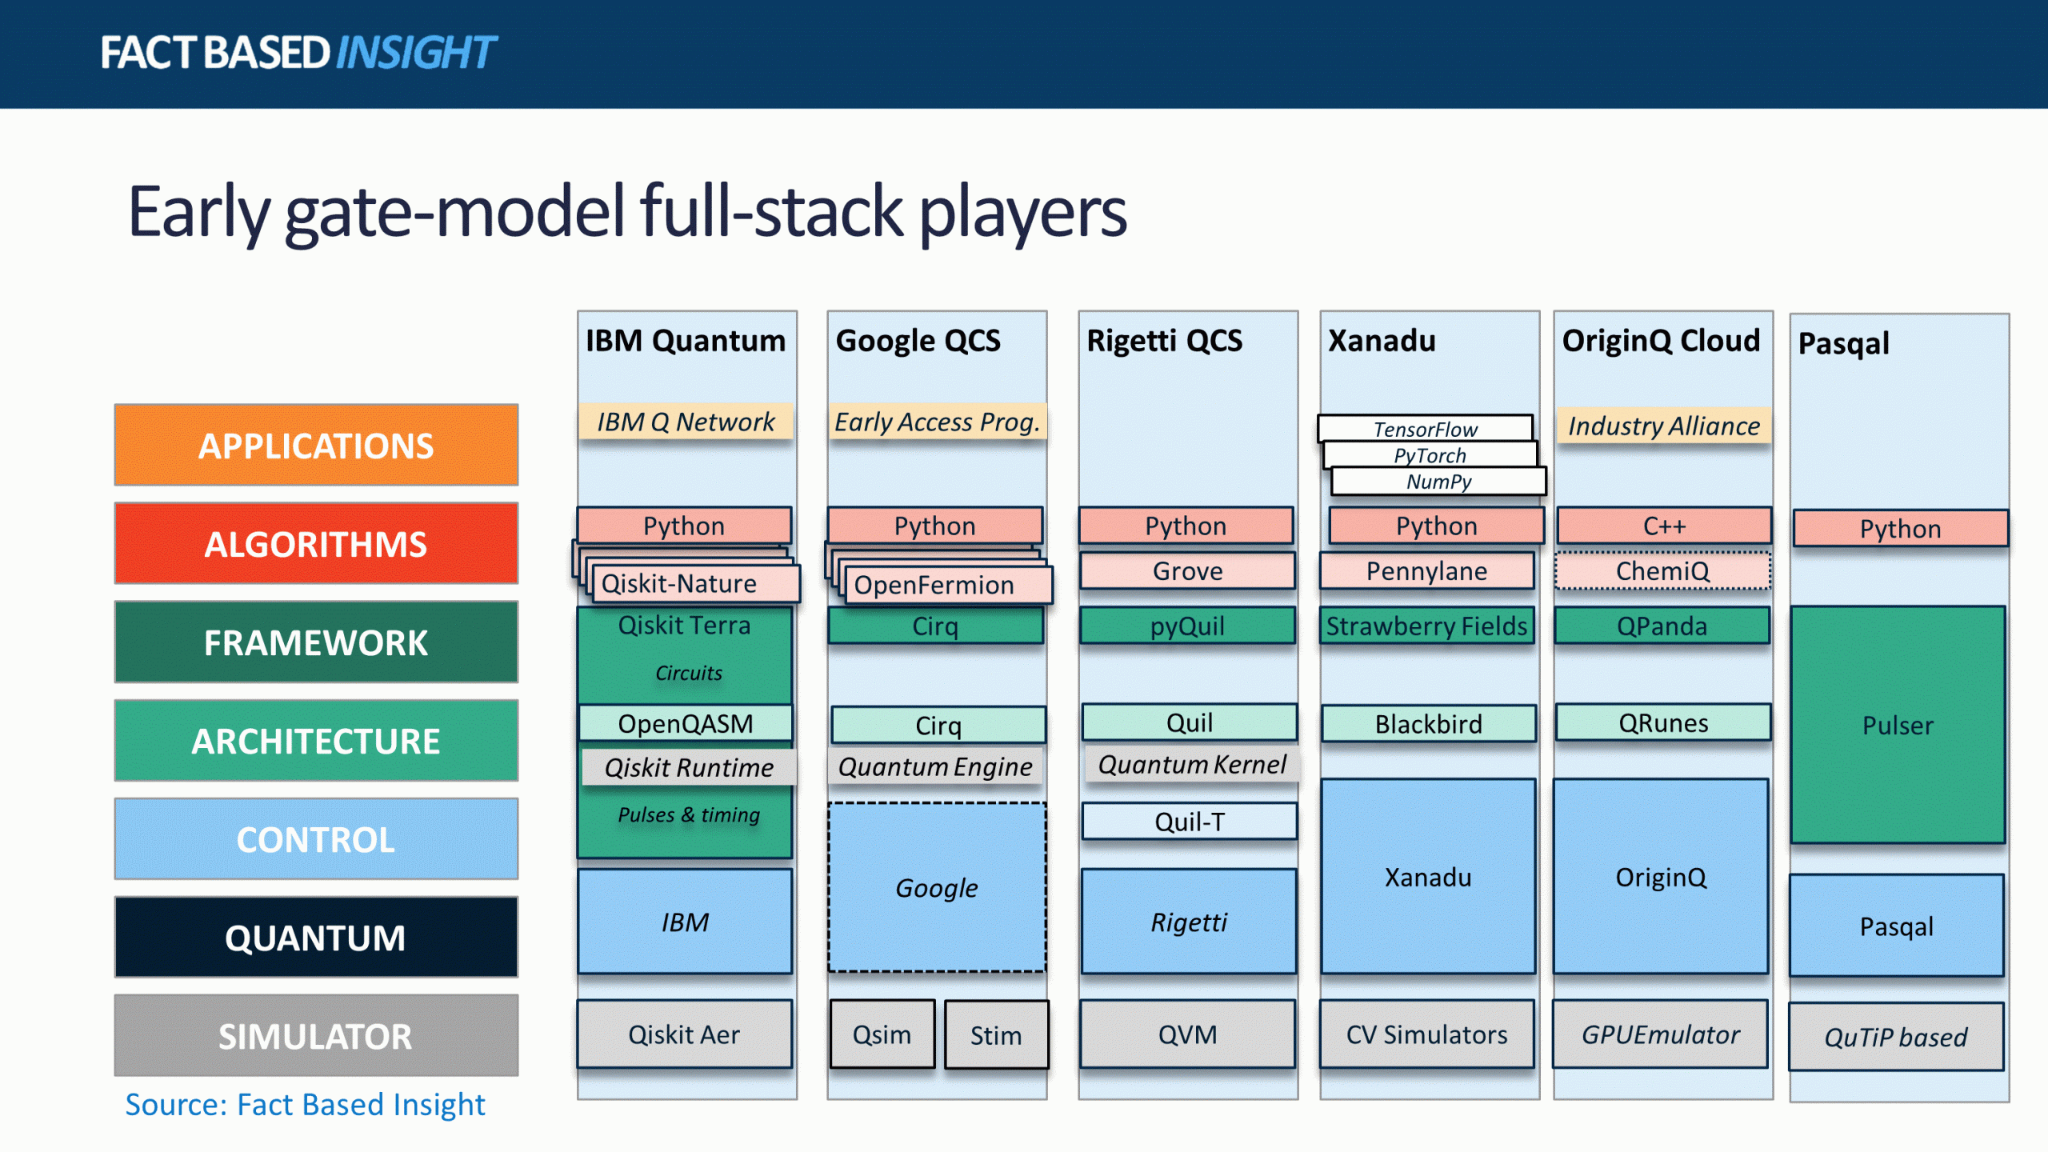 FACT BASED INSIGHT
Early gate-model full-stack players
IBM Quantum
Google QCS
Rigetti QCS
Xanadu
OriginQ Cloud
Pasqal
APPLICATIONS
IBM Q Network
Early Access Prog.
TensorFlow
PyTorch
NumPy
Industry Alliance
ALGORITHMS
Python
Python
Python
Python
C++
Python
Qiskit-Nature
OpenFermion
Grove
Pennylane
ChemiQ
FRAMEWORK
Qiskit Terra
Circuits
Cirq
pyQuil
Strawberry Fields
QPanda
Pulser
ARCHITECTURE
OpenQASM
Cirq
Quil
Blackbird
QRunes
Qiskit Runtime
Quantum Engine
Quantum Kernel
CONTROL
Pulses & timing
Quil-T
Google
Xanadu
OriginQ
QUANTUM
IBM
Rigetti
Pasqal
SIMULATOR
Qiskit Aer
Qsim
Stim
QVM
CV Simulators
GPUEmulator
QuTiP based
Source: Fact Based Insight